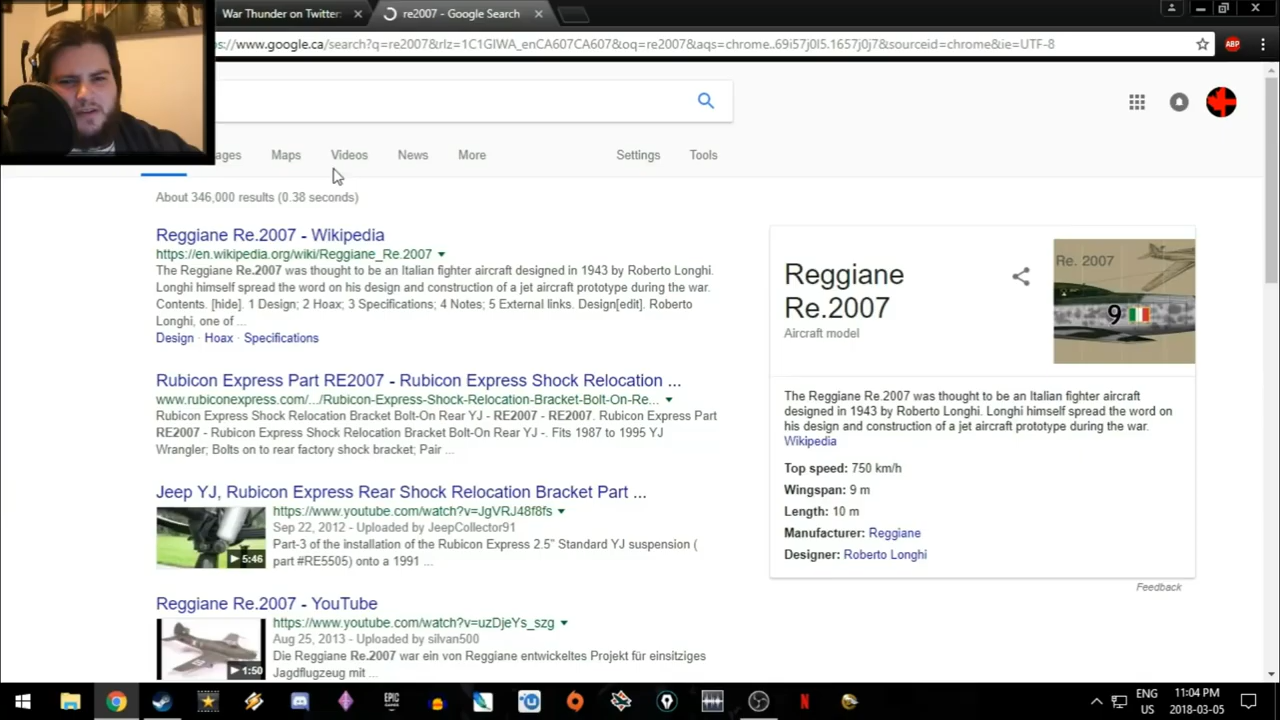 War Thunder on Twitter:
re2007 - Google Search
s://www.google.ca/search?q=re2007&rlz=1C1GIWA_enCA607CA607&oq=re2007&aqs=chrome..69i57j0l5.1657j0j7&sourceid=chrome&ie=UTF-8
ABP
ages Maps Videos News More Settings Tools
About 346,000 results (0.38 seconds)
Reggiane Re.2007 - Wikipedia
https://en.wikipedia.org/wiki/Reggiane_Re.2007
The Reggiane Re.2007 was thought to be an Italian fighter aircraft designed in 1943 by Roberto Longhi.
Longhi himself spread the word on his design and construction of a jet aircraft prototype during the war.
Contents. [hide]. 1 Design; 2 Hoax; 3 Specifications; 4 Notes; 5 External links. Design[edit]. Roberto
Longhi, one of ...
Design · Hoax · Specifications
Rubicon Express Part RE2007 - Rubicon Express Shock Relocation ...
www.rubiconexpress.com/.../Rubicon-Express-Shock-Relocation-Bracket-Bolt-On-Re...
Rubicon Express Shock Relocation Bracket Bolt-On Rear YJ - RE2007 - RE2007. Rubicon Express Part
RE2007 - Rubicon Express Shock Relocation Bracket Bolt-On Rear YJ -. Fits 1987 to 1995 YJ
Wrangler; Bolts on to rear factory shock bracket; Pair ...
Jeep YJ, Rubicon Express Rear Shock Relocation Bracket Part ...
https://www.youtube.com/watch?v=JgVRJ48f8fs
Sep 22, 2012 - Uploaded by JeepCollector91
Part-3 of the installation of the Rubicon Express 2.5" Standard YJ suspension (
part #RE5505) onto a 1991 ...
5:46
Reggiane Re.2007 - YouTube
https://www.youtube.com/watch?v=uzDjeYs_szg
Aug 25, 2013 - Uploaded by silvan500
Die Reggiane Re.2007 war ein von Reggiane entwickeltes Projekt für einsitziges
Jagdflugzeug mit ...
1:50
Reggiane
Re.2007
Aircraft model
Re. 2007
9
The Reggiane Re.2007 was thought to be an Italian fighter aircraft
designed in 1943 by Roberto Longhi. Longhi himself spread the word on
his design and construction of a jet aircraft prototype during the war.
Wikipedia
Top speed: 750 km/h
Wingspan: 9 m
Length: 10 m
Manufacturer: Reggiane
Designer: Roberto Longhi
Feedback
EPIC
GAMES
N
ENG
US
11:04 PM
2018-03-05